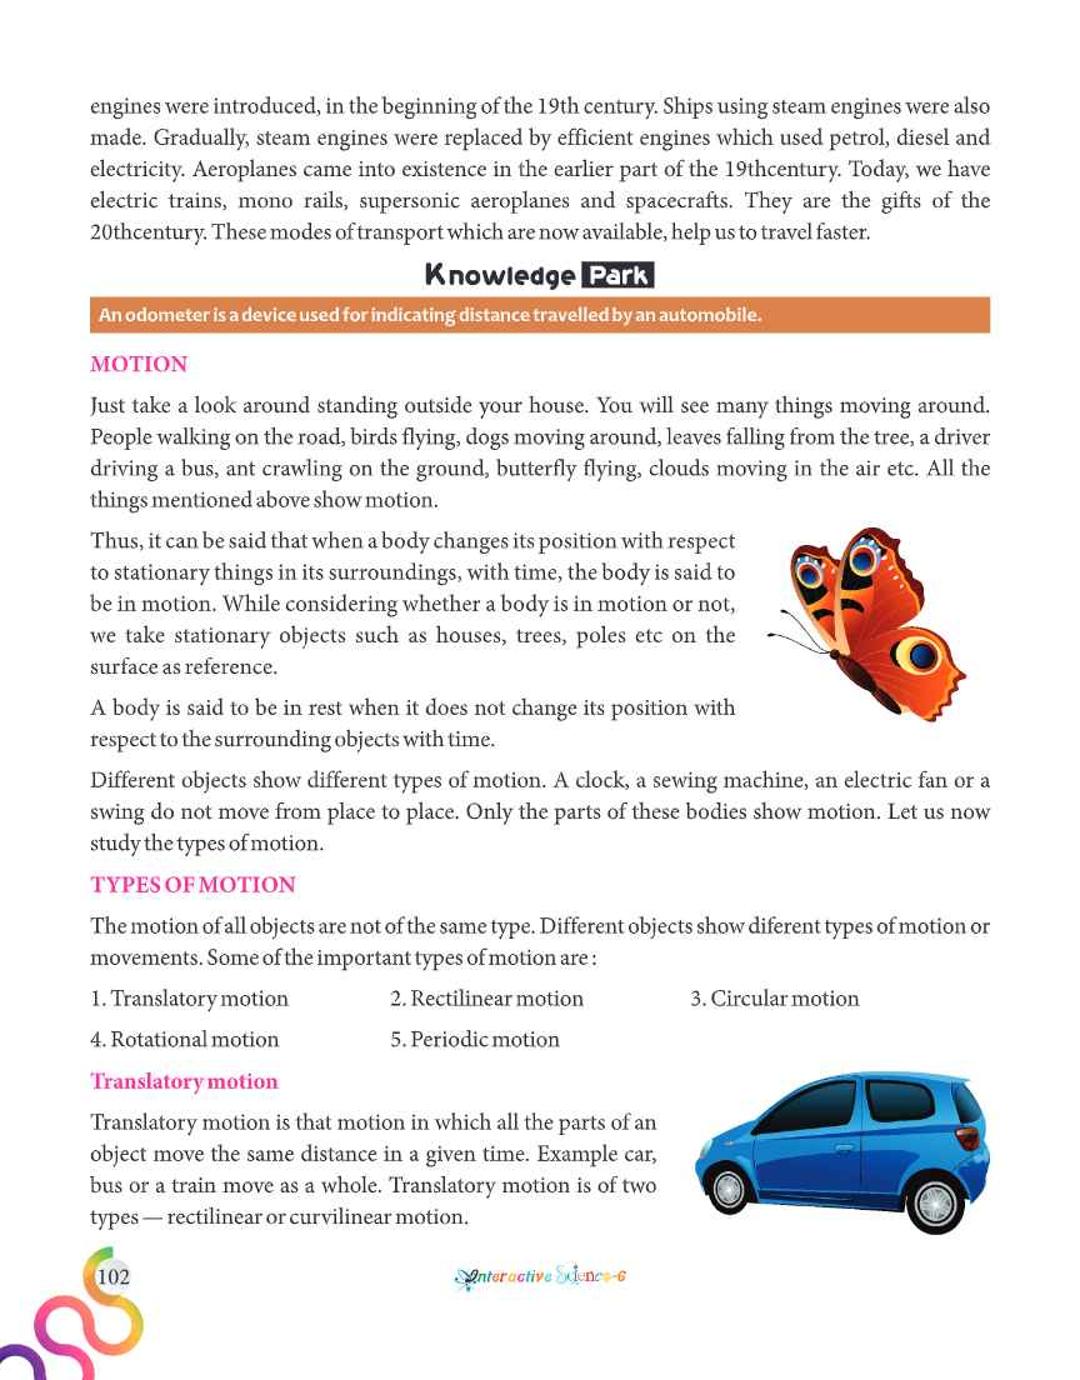 engines were introduced, in the beginning of the 19th century. Ships using steam engines were also
made. Gradually, steam engines were replaced by efficient engines which used petrol, diesel and
electricity. Aeroplanes came into existence in the earlier part of the 19thcentury. Today, we have
electric trains, mono rails, supersonic aeroplanes and spacecrafts. They are the gifts of the
20thcentury. These modes of transport which are now available, help us to travel faster.
Knowledge Park
An odometer is a device used for indicating distance travelled by an automobile.
MOTION
Just take a look around standing outside your house. You will see many things moving around.
People walking on the road, birds flying, dogs moving around, leaves falling from the tree, a driver
driving a bus, ant crawling on the ground, butterfly flying, clouds moving in the air etc. All the
things mentioned above show motion.
Thus, it can be said that when a body changes its position with respect
to stationary things in its surroundings, with time, the body is said to
be in motion. While considering whether a body is in motion or not,
we take stationary objects such as houses, trees, poles etc on the
surface as reference.
A body is said to be in rest when it does not change its position with
respect to the surrounding objects with time.
Different objects show different types of motion. A clock, a sewing machine, an electric fan or a
swing do not move from place to place. Only the parts of these bodies show motion. Let us now
study the types of motion.
TYPES OF MOTION
The motion of all objects are not of the same type. Different objects show diferent types of motion or
movements. Some of the important types of motion are :
1. Translatory motion 2. Rectilinear motion 3. Circular motion
4. Rotational motion 5. Periodic motion
Translatory motion
Translatory motion is that motion in which all the parts of an
object move the same distance in a given time. Example car,
bus or a train move as a whole. Translatory motion is of two
types — rectilinear or curvilinear motion.
102
Interactive Science-6